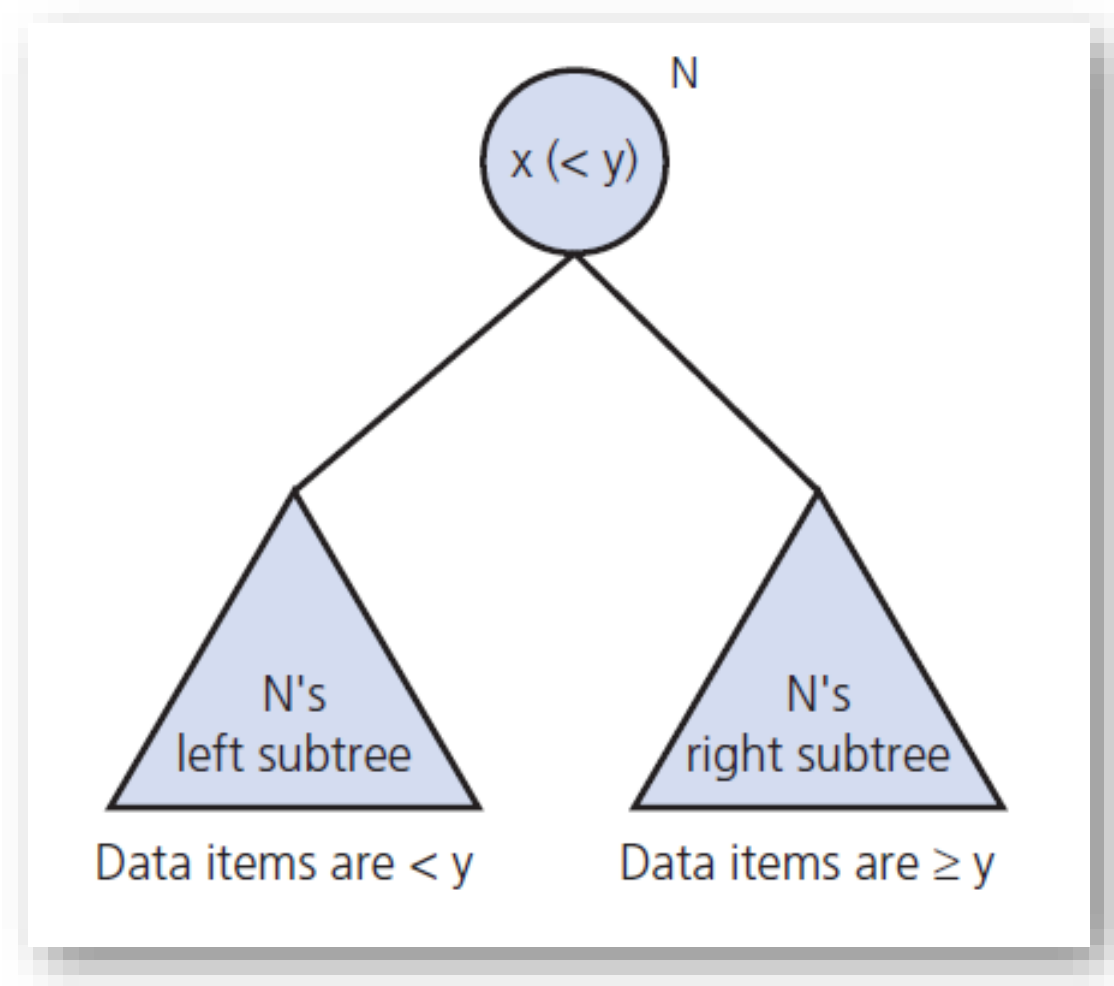 N
x (< y)
N's
left subtree
N's
right subtree
Data items are < y
Data items are ≥ y